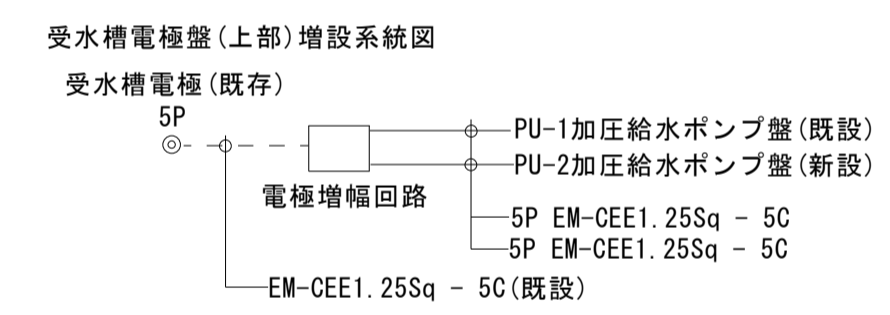 受水槽電極盤(上部)増設系統図
受水槽電極(既存)
5P
PU-1加圧給水ポンプ盤(既設)
PU-2加圧給水ポンプ盤(新設)
電極増幅回路
5P EM-CEE1.25Sq - 5C
5P EM-CEE1.25Sq - 5C
EM-CEE1.25Sq - 5C(既設)